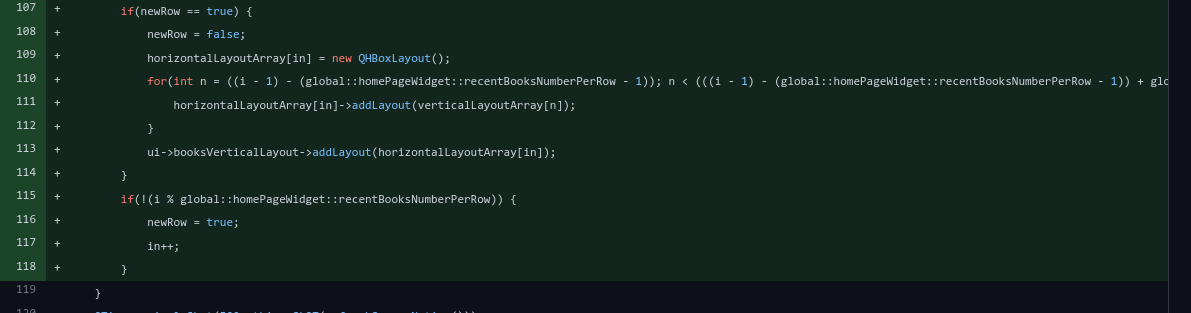 107 + if(newRow == true) {
108 + newRow = false;
109 + horizontalLayoutArray[in] = new QHBoxLayout();
110 + for(int n = ((i - 1) - (global::homePageWidget::recentBooksNumberPerRow - 1)); n < (((i - 1) - (global::homePageWidget::recentBooksNumberPerRow - 1)) + glo
111 + horizontalLayoutArray[in]->addLayout(verticalLayoutArray[n]);
112 + }
113 + ui->booksVerticalLayout->addLayout(horizontalLayoutArray[in]);
114 + }
115 + if(!(i % global::homePageWidget::recentBooksNumberPerRow)) {
116 + newRow = true;
117 + in++;
118 + }
119 }
120